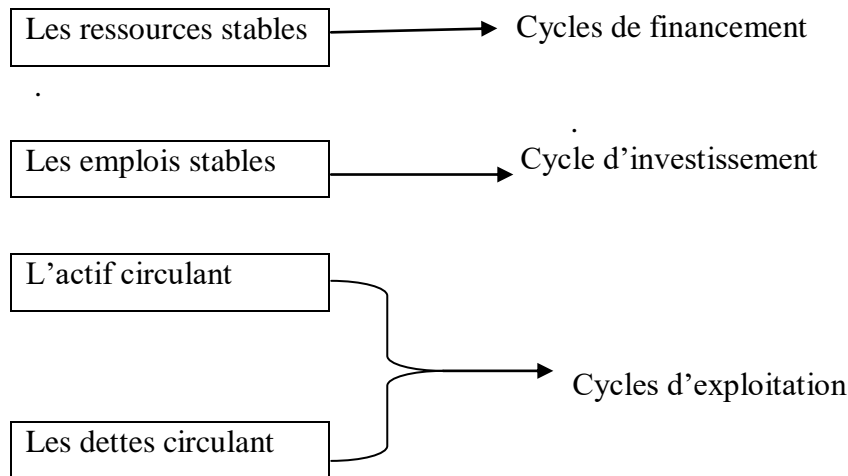 Les ressources stables
Cycles de financement
.
.
Les emplois stables
Cycle d’investissement
L’actif circulant
Cycles d’exploitation
Les dettes circulant